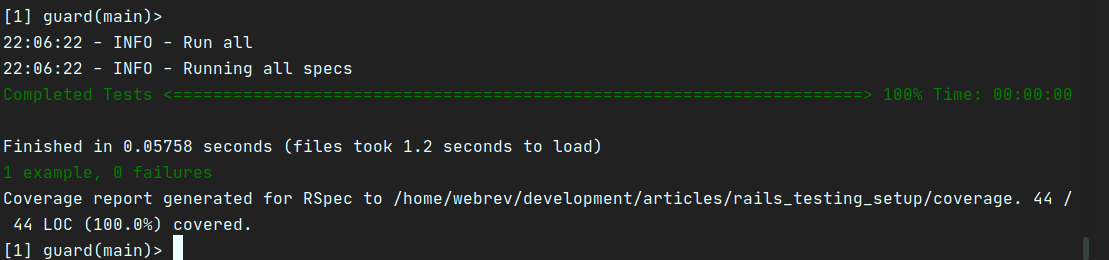 [1] guard(main)>
22:06:22 - INFO - Run all
22:06:22 - INFO - Running all specs
Completed Tests <=====================================================================> 100% Time: 00:00:00
Finished in 0.05758 seconds (files took 1.2 seconds to load)
1 example, 0 failures
Coverage report generated for RSpec to /home/webrev/development/articles/rails_testing_setup/coverage. 44 /
 44 LOC (100.0%) covered.
[1] guard(main)>